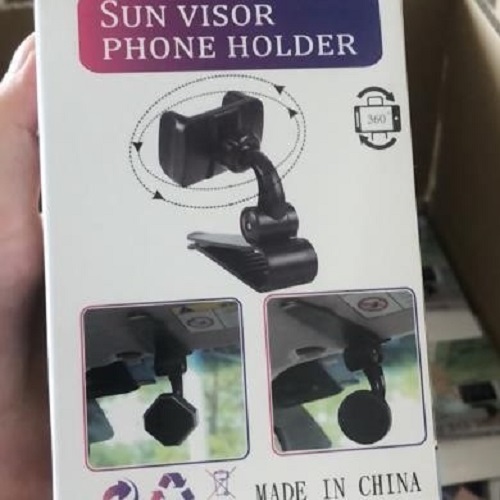 SUN VISOR
PHONE HOLDER
360°
MADE IN CHINA